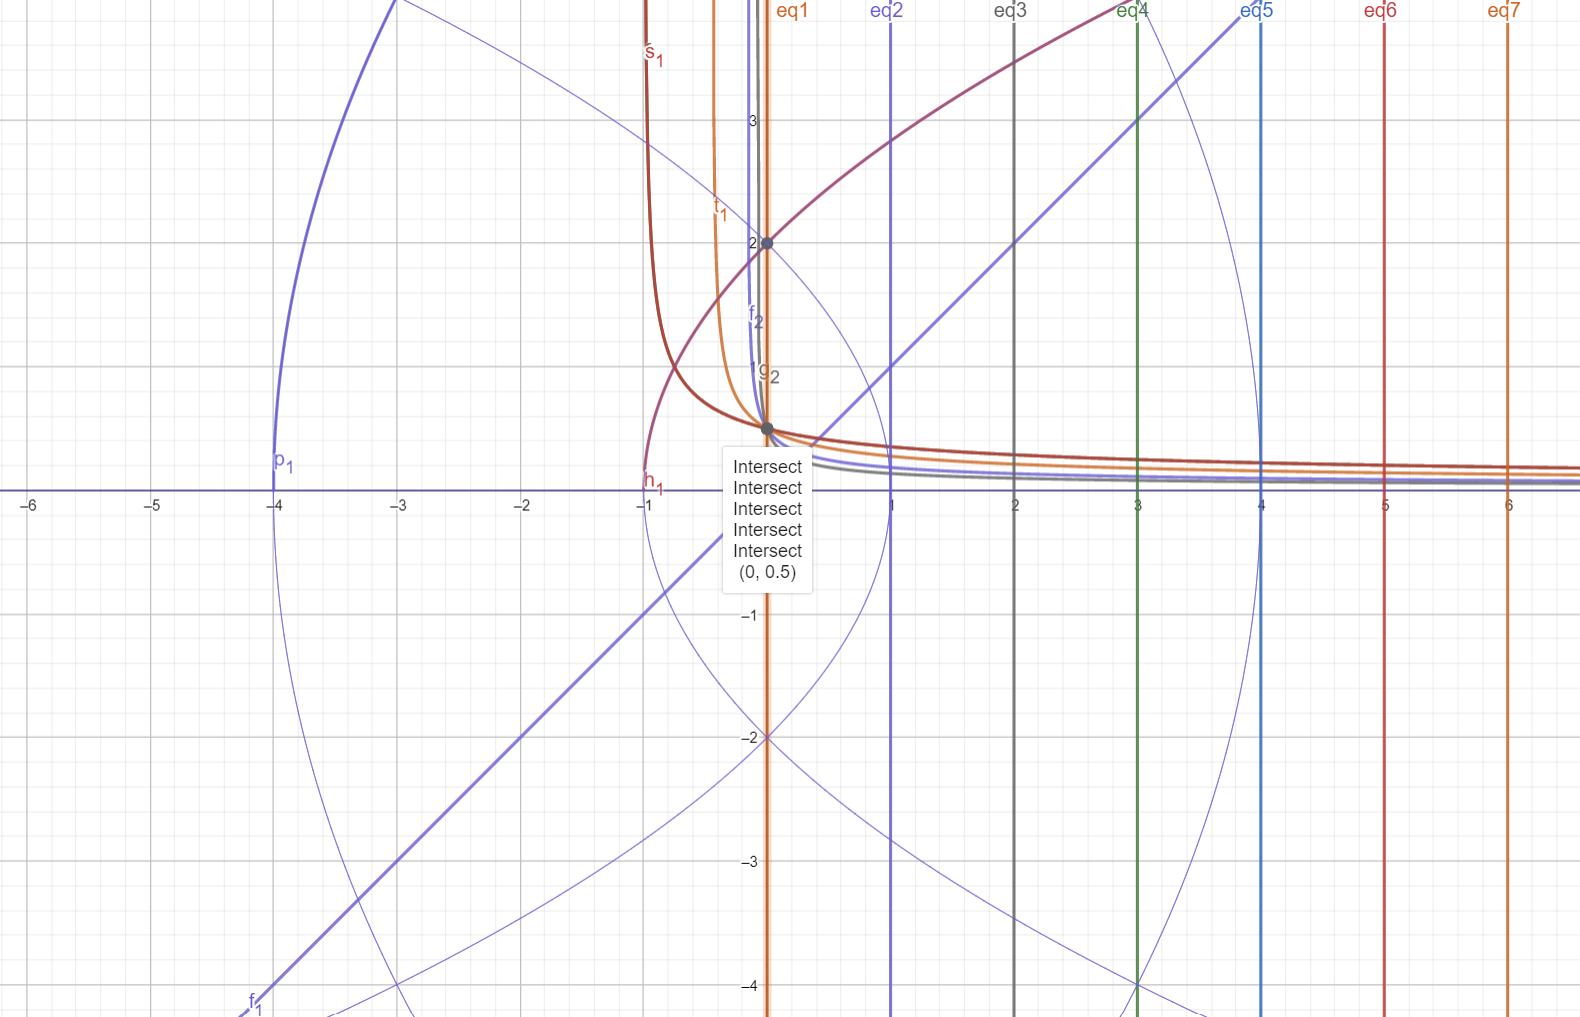 eq1 eq2 eq3 eq4 eq5 eq6 eq7
s₁
3
t₁
2
f₂
1 g₂
p₁
h₁
Intersect
Intersect
Intersect
Intersect
Intersect
(0, 0.5)
–6 –5 –4 –3 –2 –1 1 2 3 4 5 6
–1
–2
–3
–4
f₁